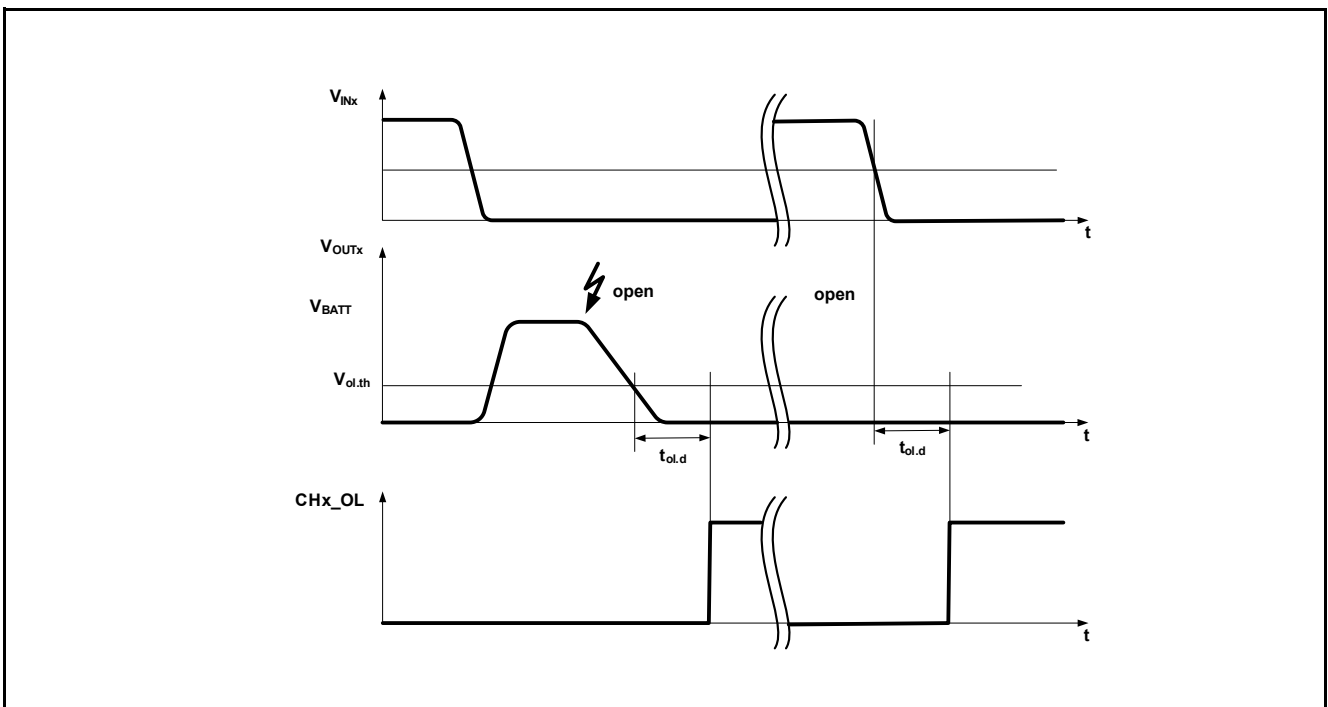 VINx
t
VOUTx
open
open
VBATT
Vol.th
t
tol.d
tol.d
CHx_OL
t